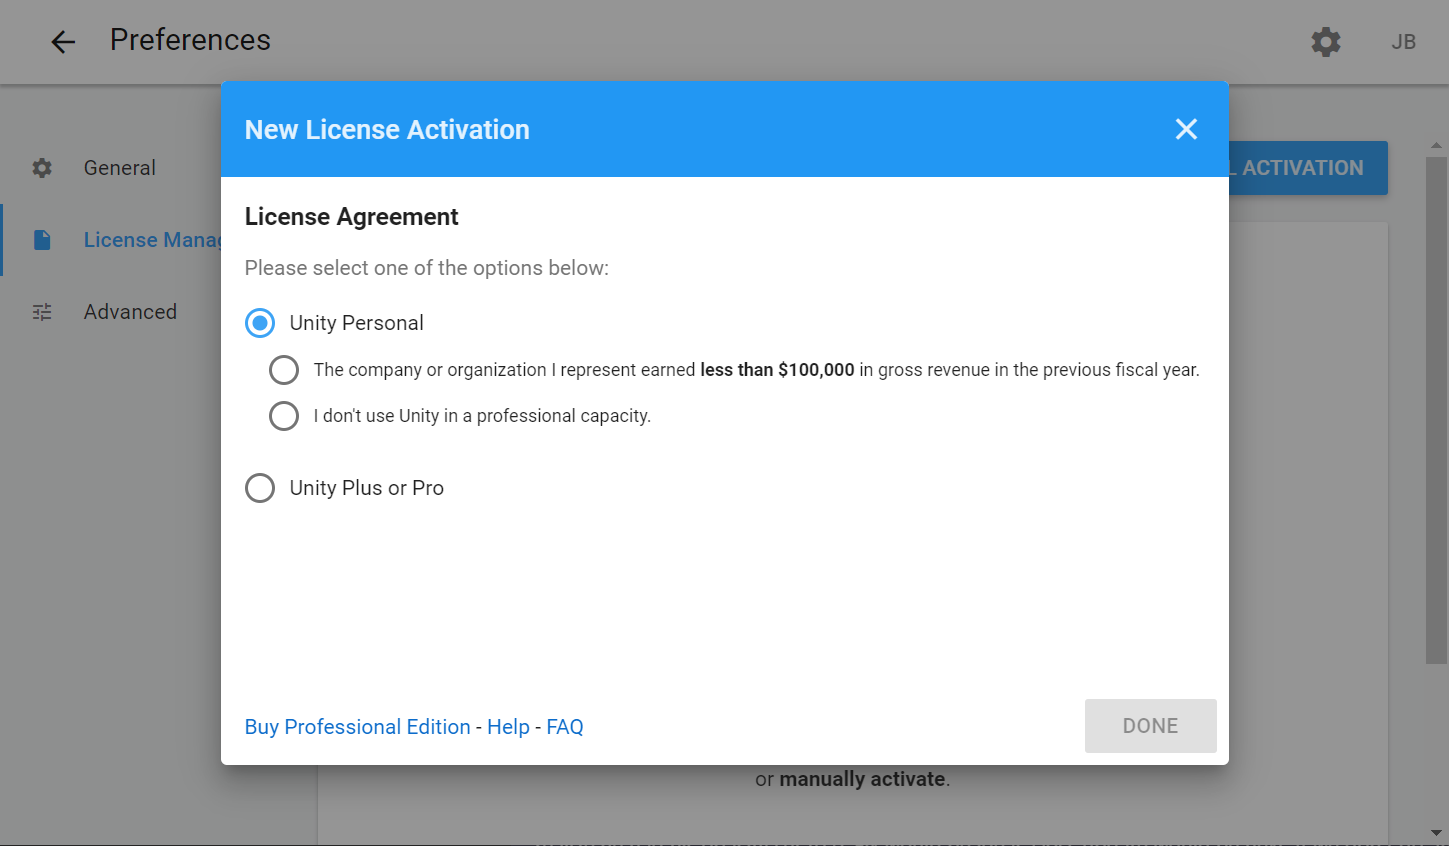 Preferences
JB
New License Activation
General
L ACTIVATION
License Agreement
License Manag
Please select one of the options below:
Advanced
Unity Personal
The company or organization I represent earned less than $100,000 in gross revenue in the previous fiscal year.
I don't use Unity in a professional capacity.
Unity Plus or Pro
Buy Professional Edition - Help - FAQ
DONE
or manually activate.